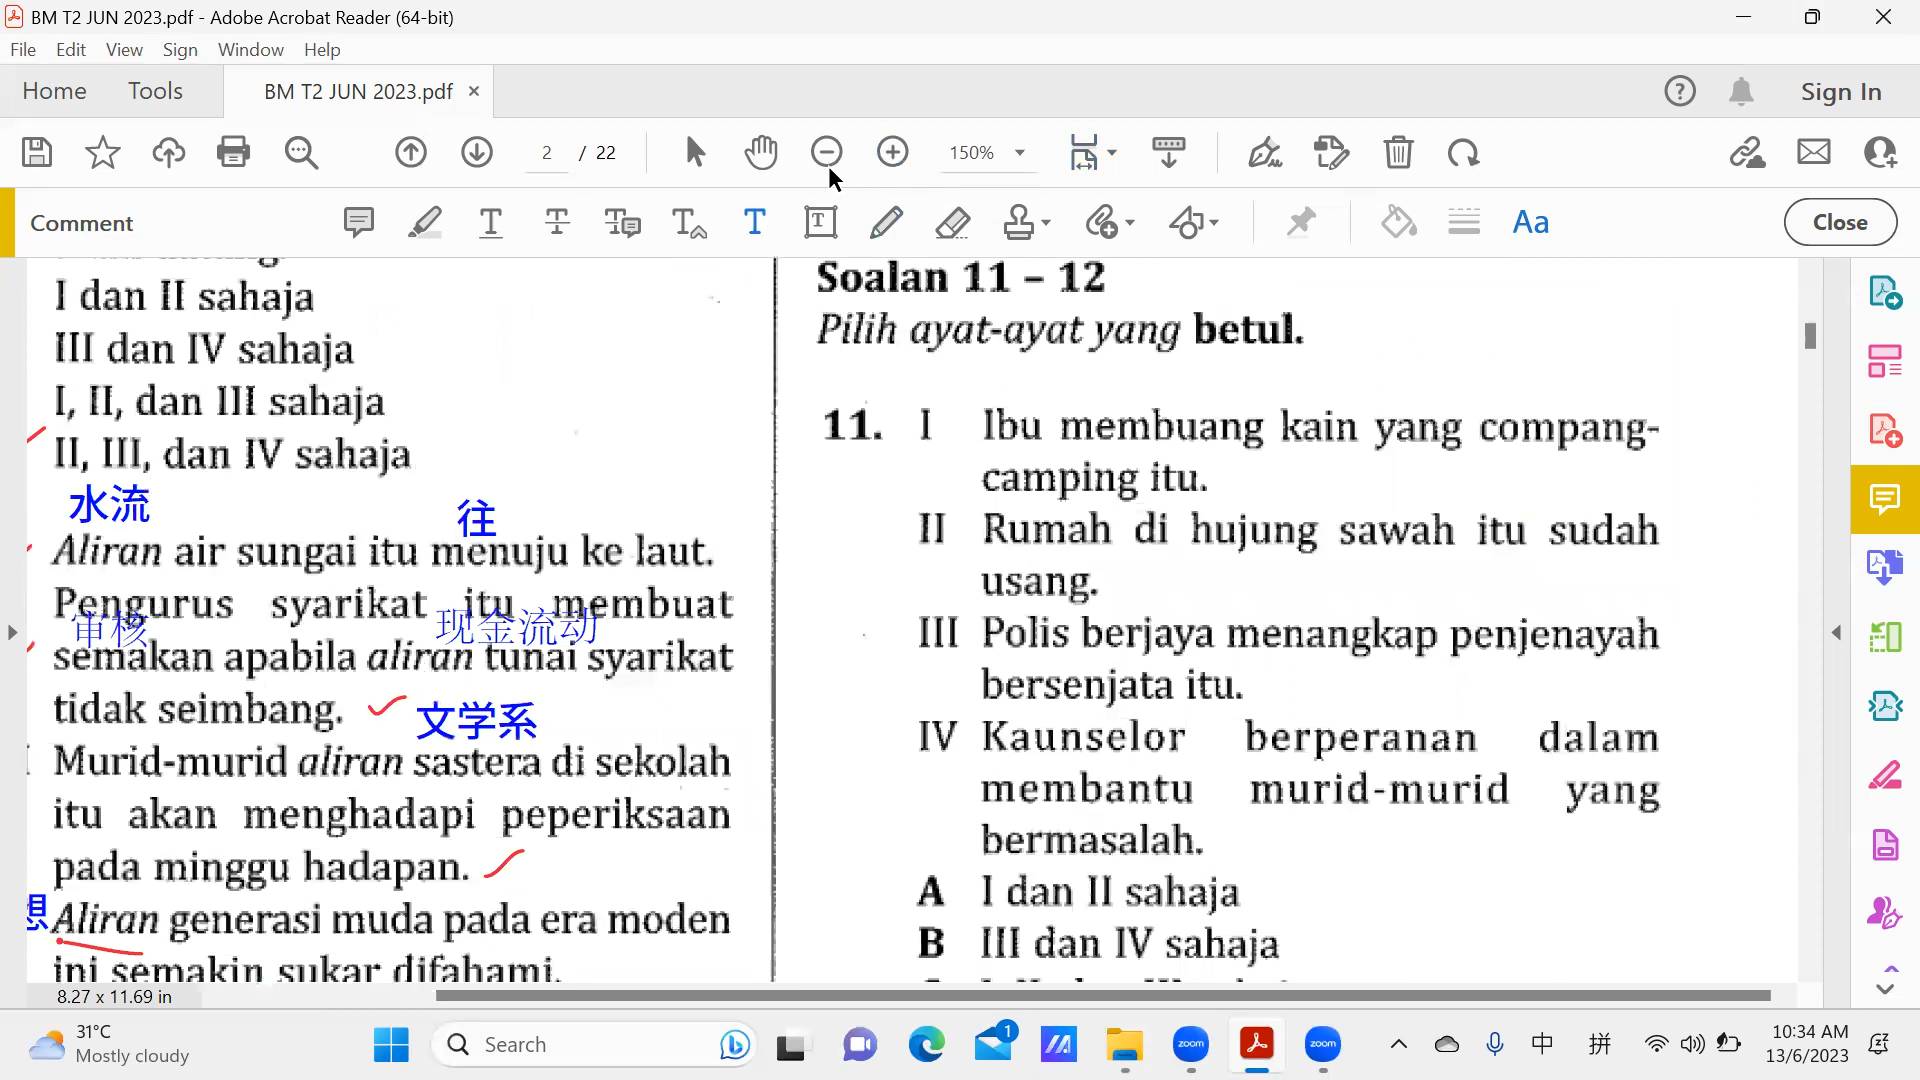 BM T2 JUN 2023.pdf - Adobe Acrobat Reader (64-bit)
File Edit View Sign Window Help
Home Tools BM T2 JUN 2023.pdf × Sign In
2 / 22 150%
Comment Aa Close
I dan II sahaja
III dan IV sahaja
I, II, dan III sahaja
II, III, dan IV sahaja
水流 往
Aliran air sungai itu menuju ke laut.
Pengurus syarikat itu membuat
审核 现金流动
semakan apabila aliran tunai syarikat
tidak seimbang.
文学系
Murid-murid aliran sastera di sekolah
itu akan menghadapi peperiksaan
pada minggu hadapan.
想
Aliran generasi muda pada era moden
ini semakin sukar difahami.
Soalan 11 – 12
Pilih ayat-ayat yang betul.
11. I Ibu membuang kain yang compang-
camping itu.
II Rumah di hujung sawah itu sudah
usang.
III Polis berjaya menangkap penjenayah
bersenjata itu.
IV Kaunselor berperanan dalam
membantu murid-murid yang
bermasalah.
A I dan II sahaja
B III dan IV sahaja
8.27 x 11.69 in
31°C
Mostly cloudy
Search
1
zoom
zoom
中 拼
10:34 AM
13/6/2023